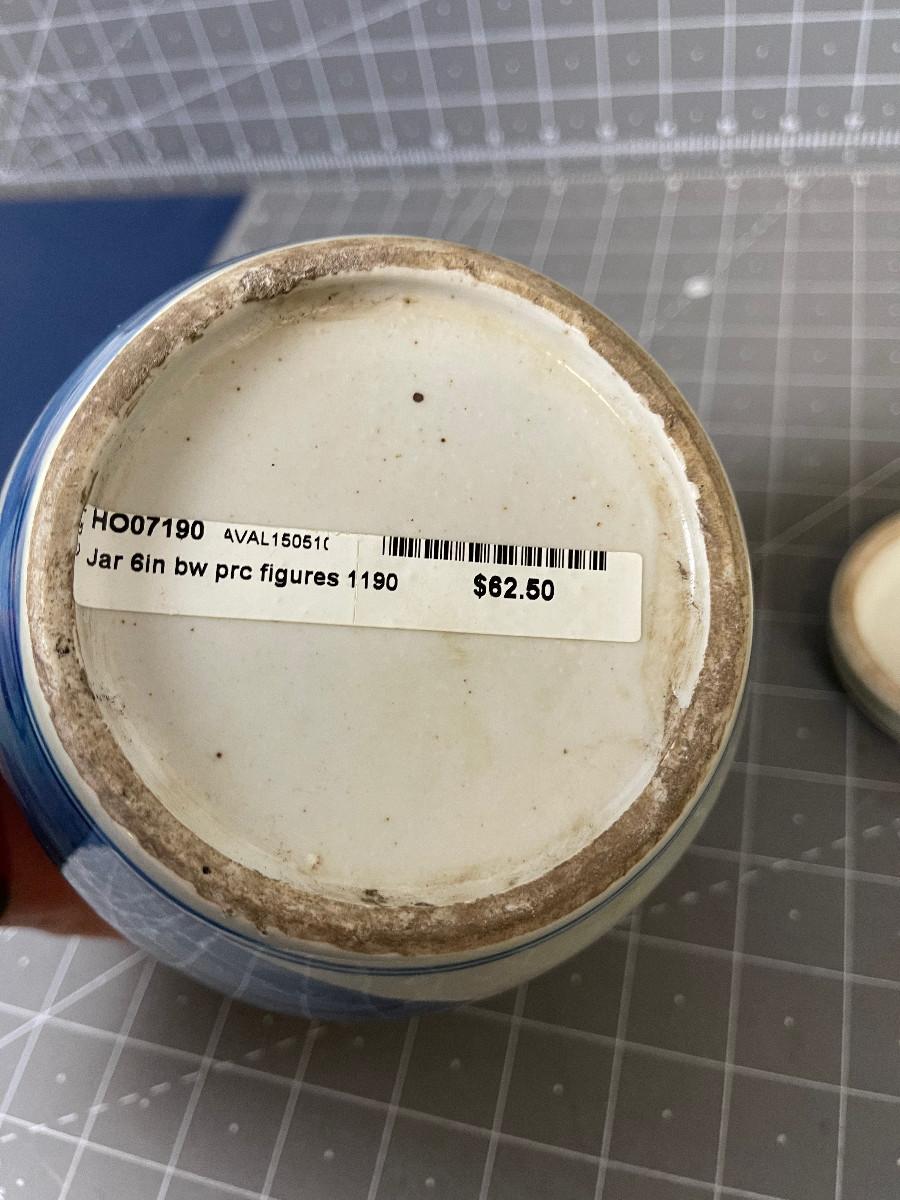 HO07190 AVAL15051
Jar 6in bw prc figures 1190 $62.50